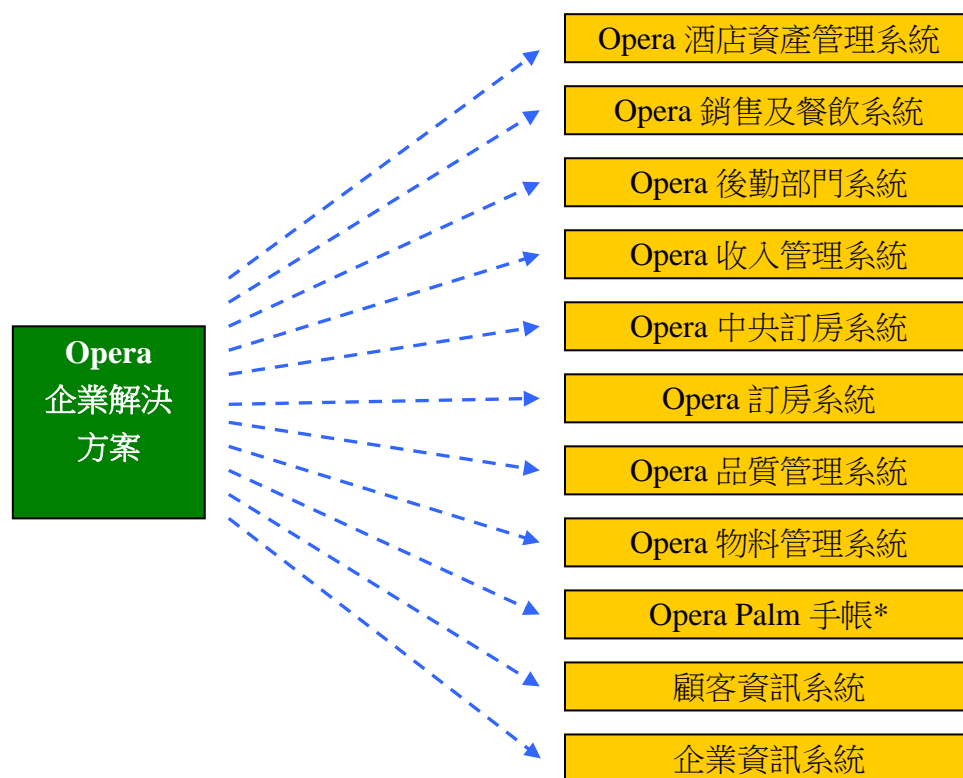 Opera 酒店資產管理系統
Opera 銷售及餐飲系統
Opera 後勤部門系統
Opera 收入管理系統
Opera 中央訂房系統
Opera 訂房系統
Opera 品質管理系統
Opera 物料管理系統
Opera Palm 手帳*
顧客資訊系統
企業資訊系統
Opera
企業解決
方案